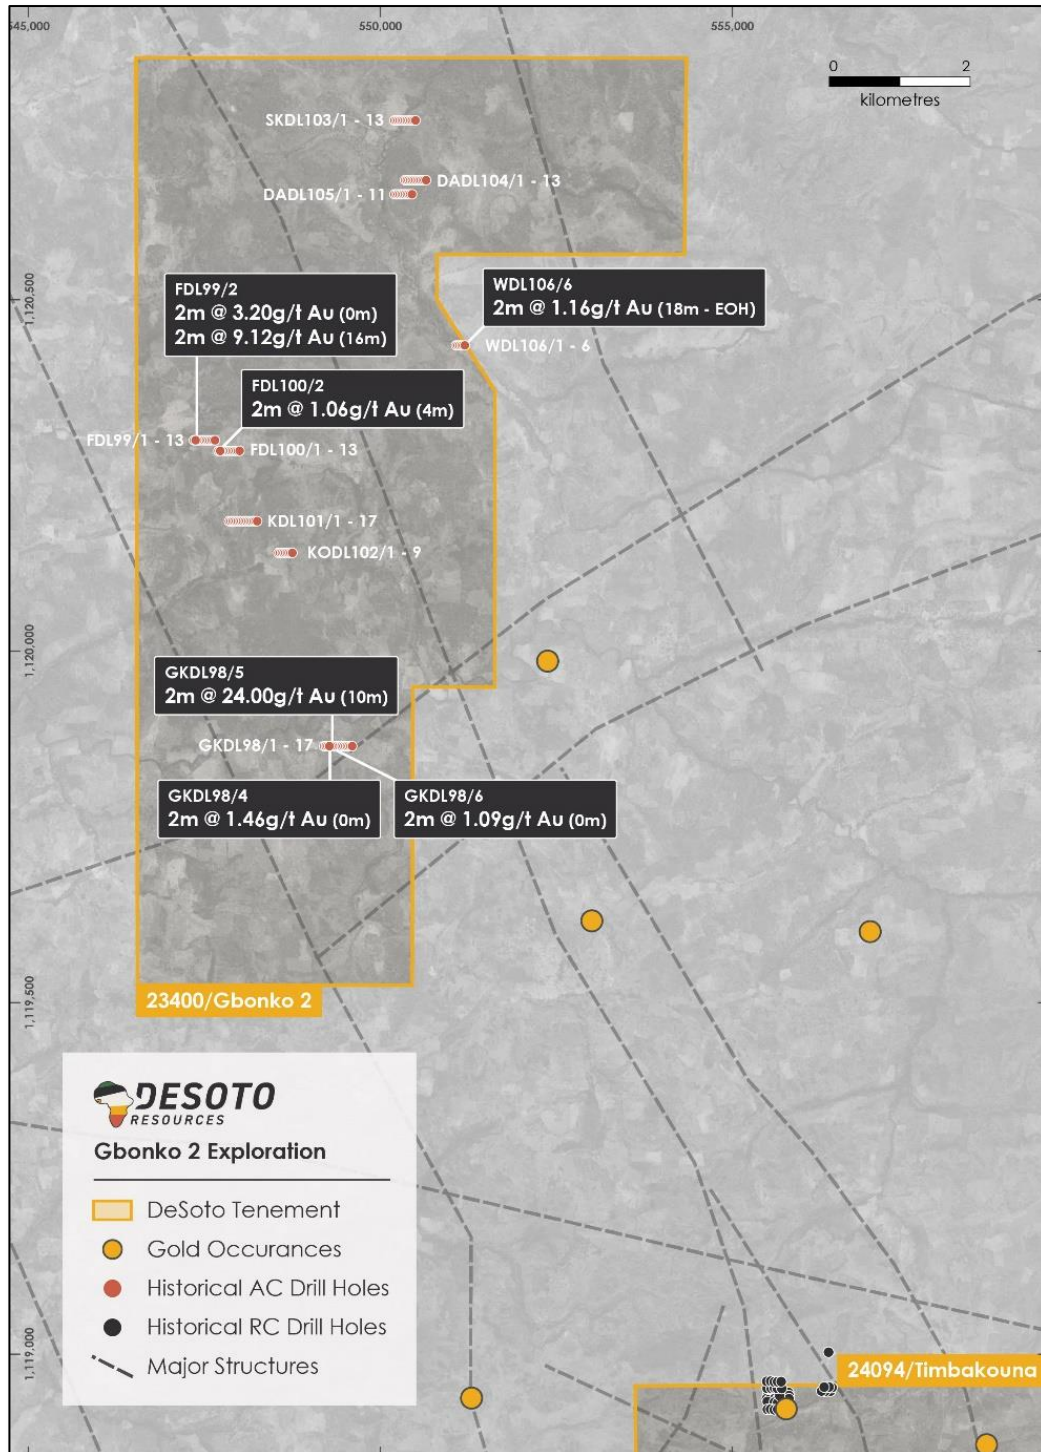 545,000
550,000
555,000
0
2
kilometres
SKDL103/1 - 13
DADL104/1 - 13
DADL105/1 - 11
1,120,500
FDL99/2
2m @ 3.20g/t Au (0m)
2m @ 9.12g/t Au (16m)
WDL106/6
2m @ 1.16g/t Au (18m - EOH)
WDL106/1 - 6
FDL100/2
2m @ 1.06g/t Au (4m)
FDL99/1 - 13
FDL100/1 - 13
KDL101/1 - 17
KODL102/1 - 9
1,120,000
GKDL98/5
2m @ 24.00g/t Au (10m)
GKDL98/1 - 17
GKDL98/4
2m @ 1.46g/t Au (0m)
GKDL98/6
2m @ 1.09g/t Au (0m)
23400/Gbonko 2
1,119,500
DESOTO
RESOURCES
Gbonko 2 Exploration
DeSoto Tenement
Gold Occurances
Historical AC Drill Holes
Historical RC Drill Holes
Major Structures
1,119,000
24094/Timbakouna